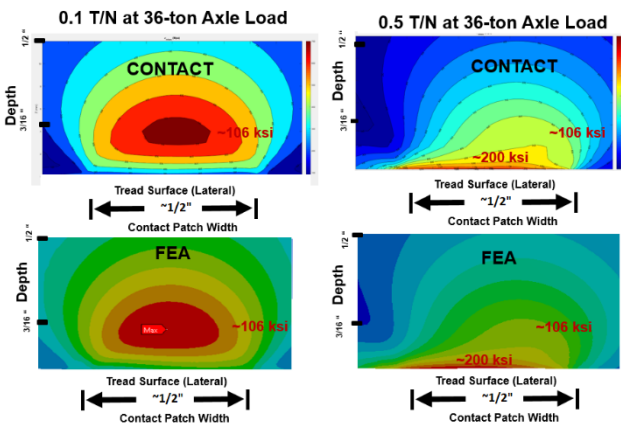 0.1 T/N at 36-ton Axle Load
1/2 "
CONTACT
Depth
3/16 "
~106 ksi
Tread Surface (Lateral)
~1/2"
Contact Patch Width
0.5 T/N at 36-ton Axle Load
1/2 "
CONTACT
Depth
3/16 "
~106 ksi
~200 ksi
Tread Surface (Lateral)
~1/2"
Contact Patch Width
1/2 "
FEA
Depth
3/16 "
Max
~106 ksi
Tread Surface (Lateral)
~1/2"
Contact Patch Width
1/2 "
FEA
Depth
3/16 "
~106 ksi
~200 ksi
Tread Surface (Lateral)
~1/2"
Contact Patch Width